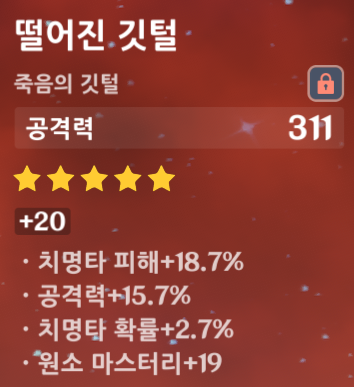 떨어진 깃털
죽음의 깃털
공격력 311
+20
· 치명타 피해+18.7%
· 공격력+15.7%
· 치명타 확률+2.7%
· 원소 마스터리+19